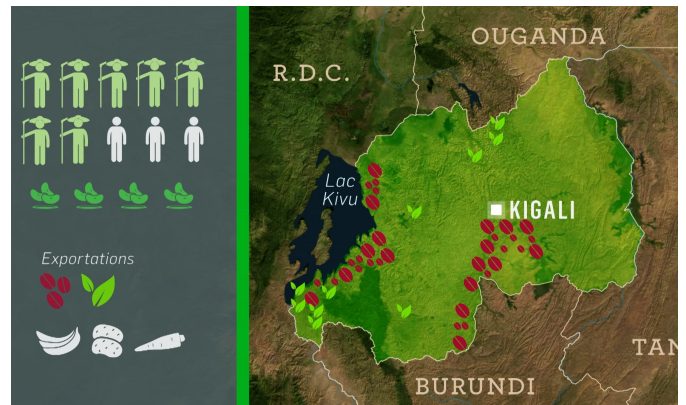 Exportations
OUGANDA
R.D.C.
Lac
Kivu
KIGALI
TAN
BURUNDI